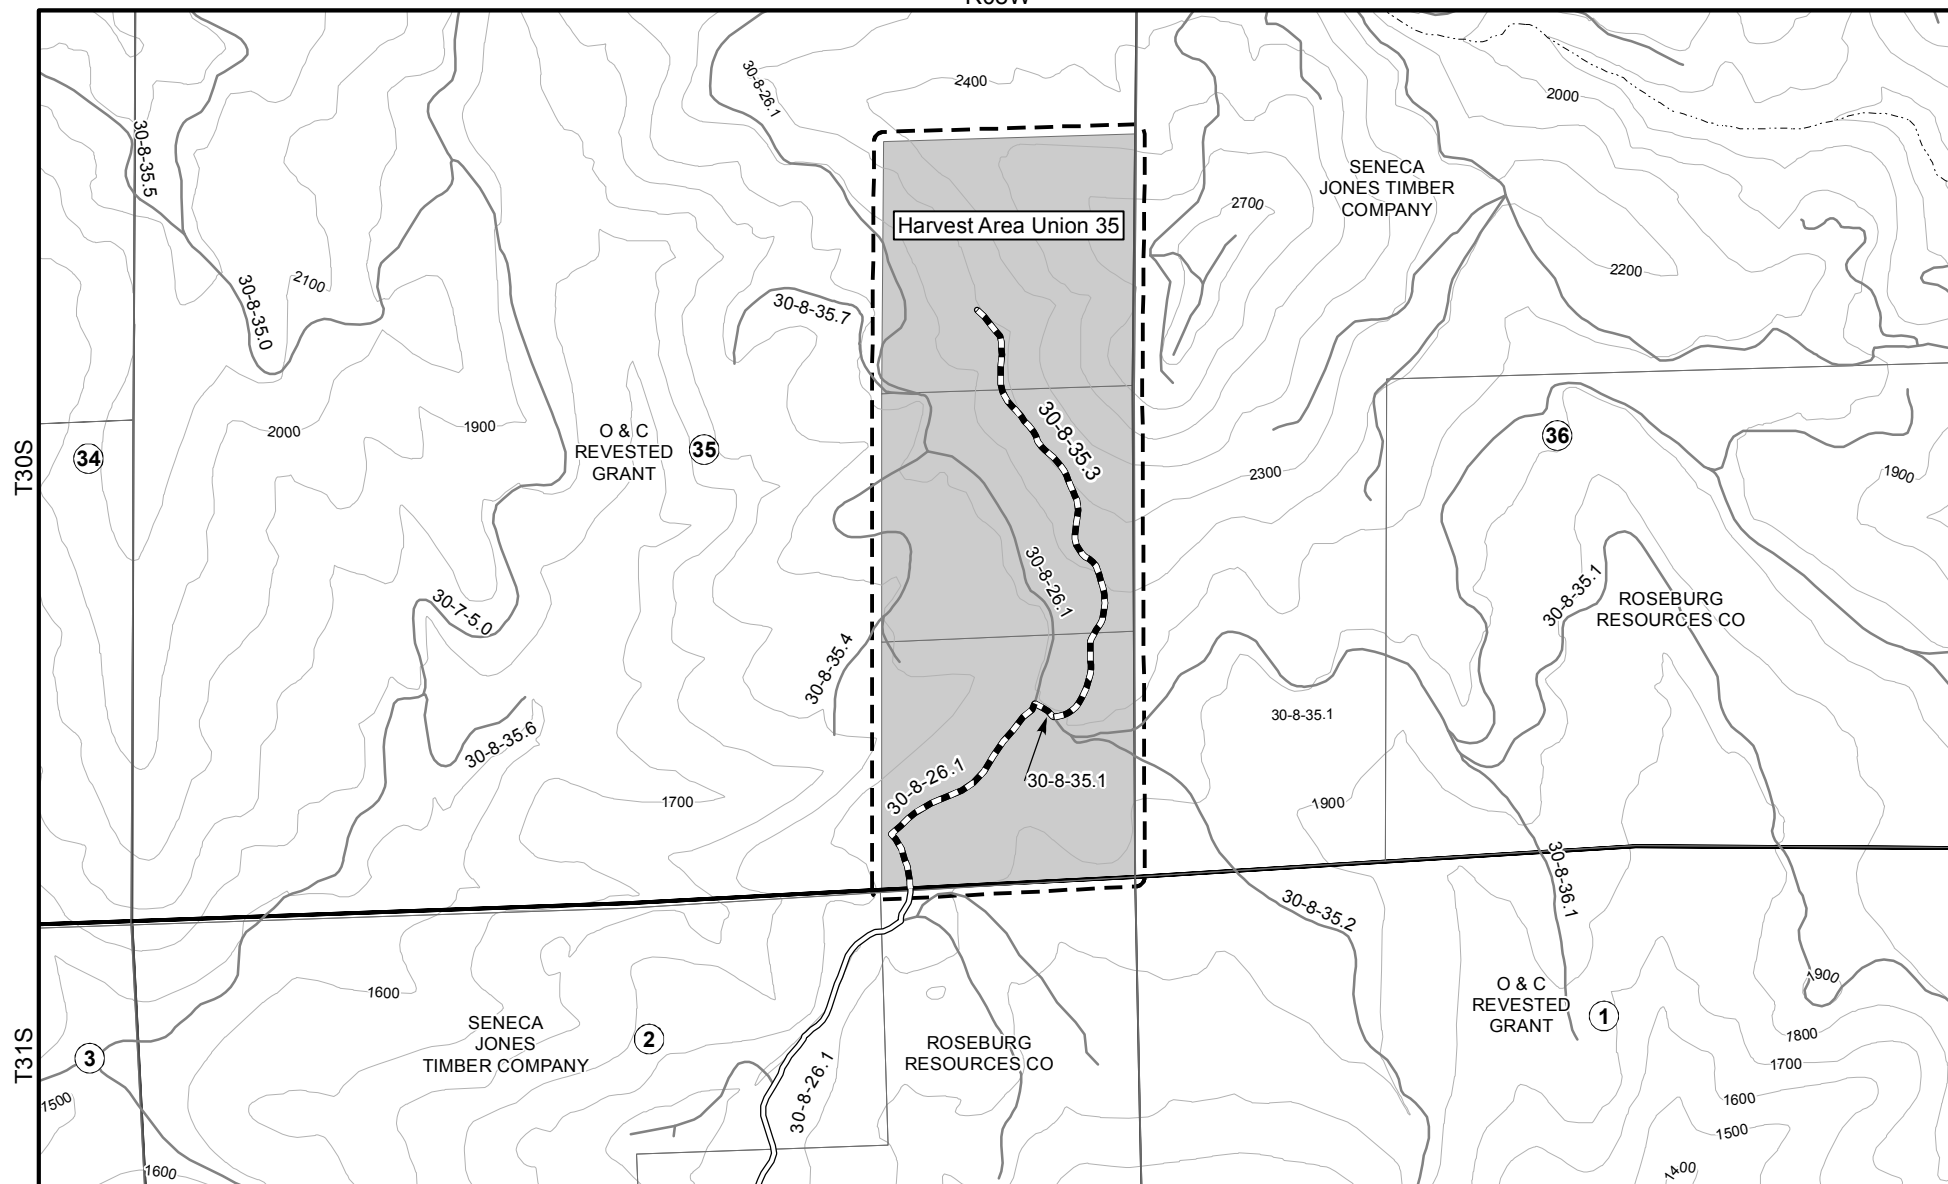 30-8-26.1
2400
2000
30-8-35.5
SENECA
JONES TIMBER
COMPANY
2700
Harvest Area Union 35
2100
30-8-35.0
30-8-35.7
2200
2000
1900
O & C
REVESTED
GRANT
35
34
T30S
30-8-35.3
36
2300
1900
30-8-26.1
30-8-35.1
ROSEBURG
RESOURCES CO
30-7-5.0
30-8-35.4
30-8-35.6
30-8-35.1
30-8-26.1
30-8-35.1
1700
1900
30-8-36.1
30-8-35.2
1600
1900
O & C
REVESTED
GRANT
1
SENECA
JONES
TIMBER COMPANY
2
ROSEBURG
RESOURCES CO
1800
T31S
3
1700
30-8-26.1
1500
1600
1500
1600
1400